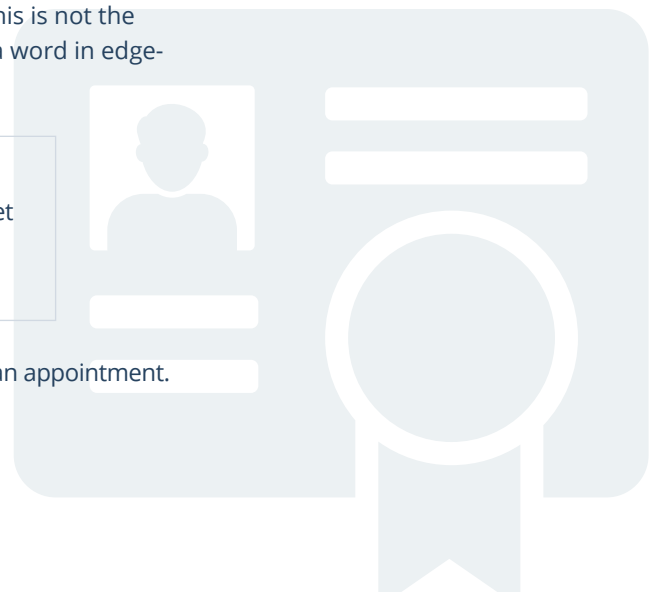 his is not the
word in edge-
et
an appointment.